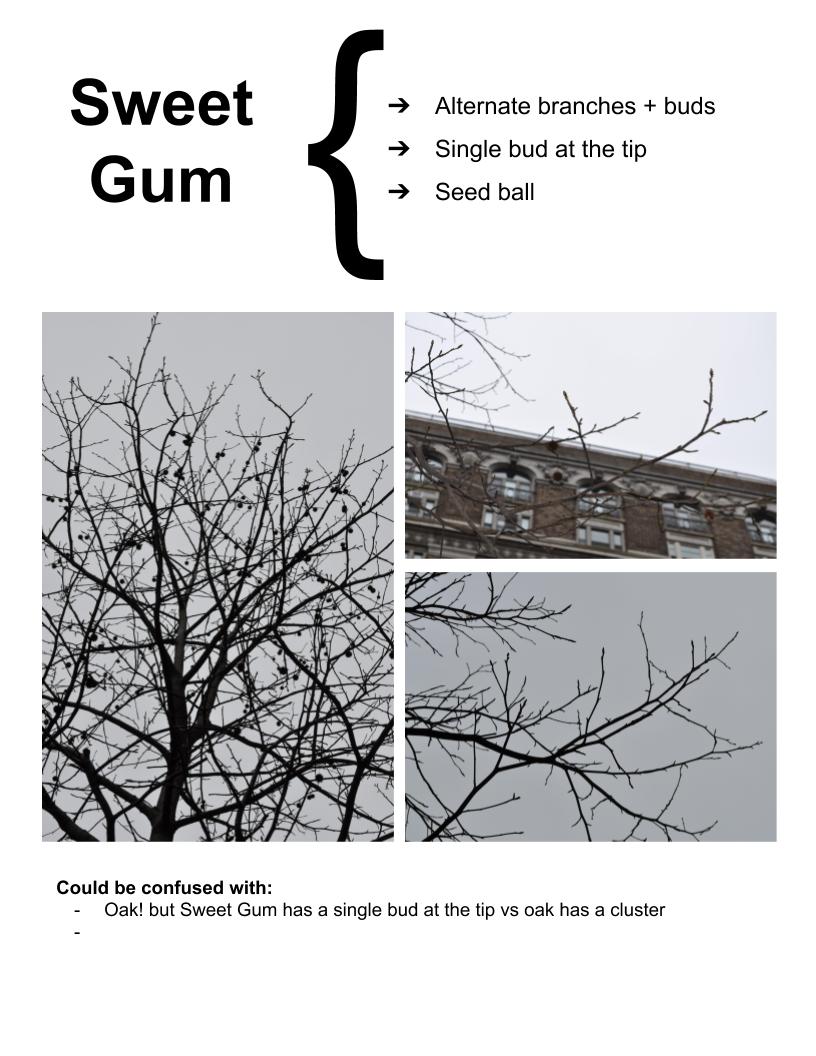 Sweet
Gum
{
➔ Alternate branches + buds
➔ Single bud at the tip
➔ Seed ball
Could be confused with:
- Oak! but Sweet Gum has a single bud at the tip vs oak has a cluster
-